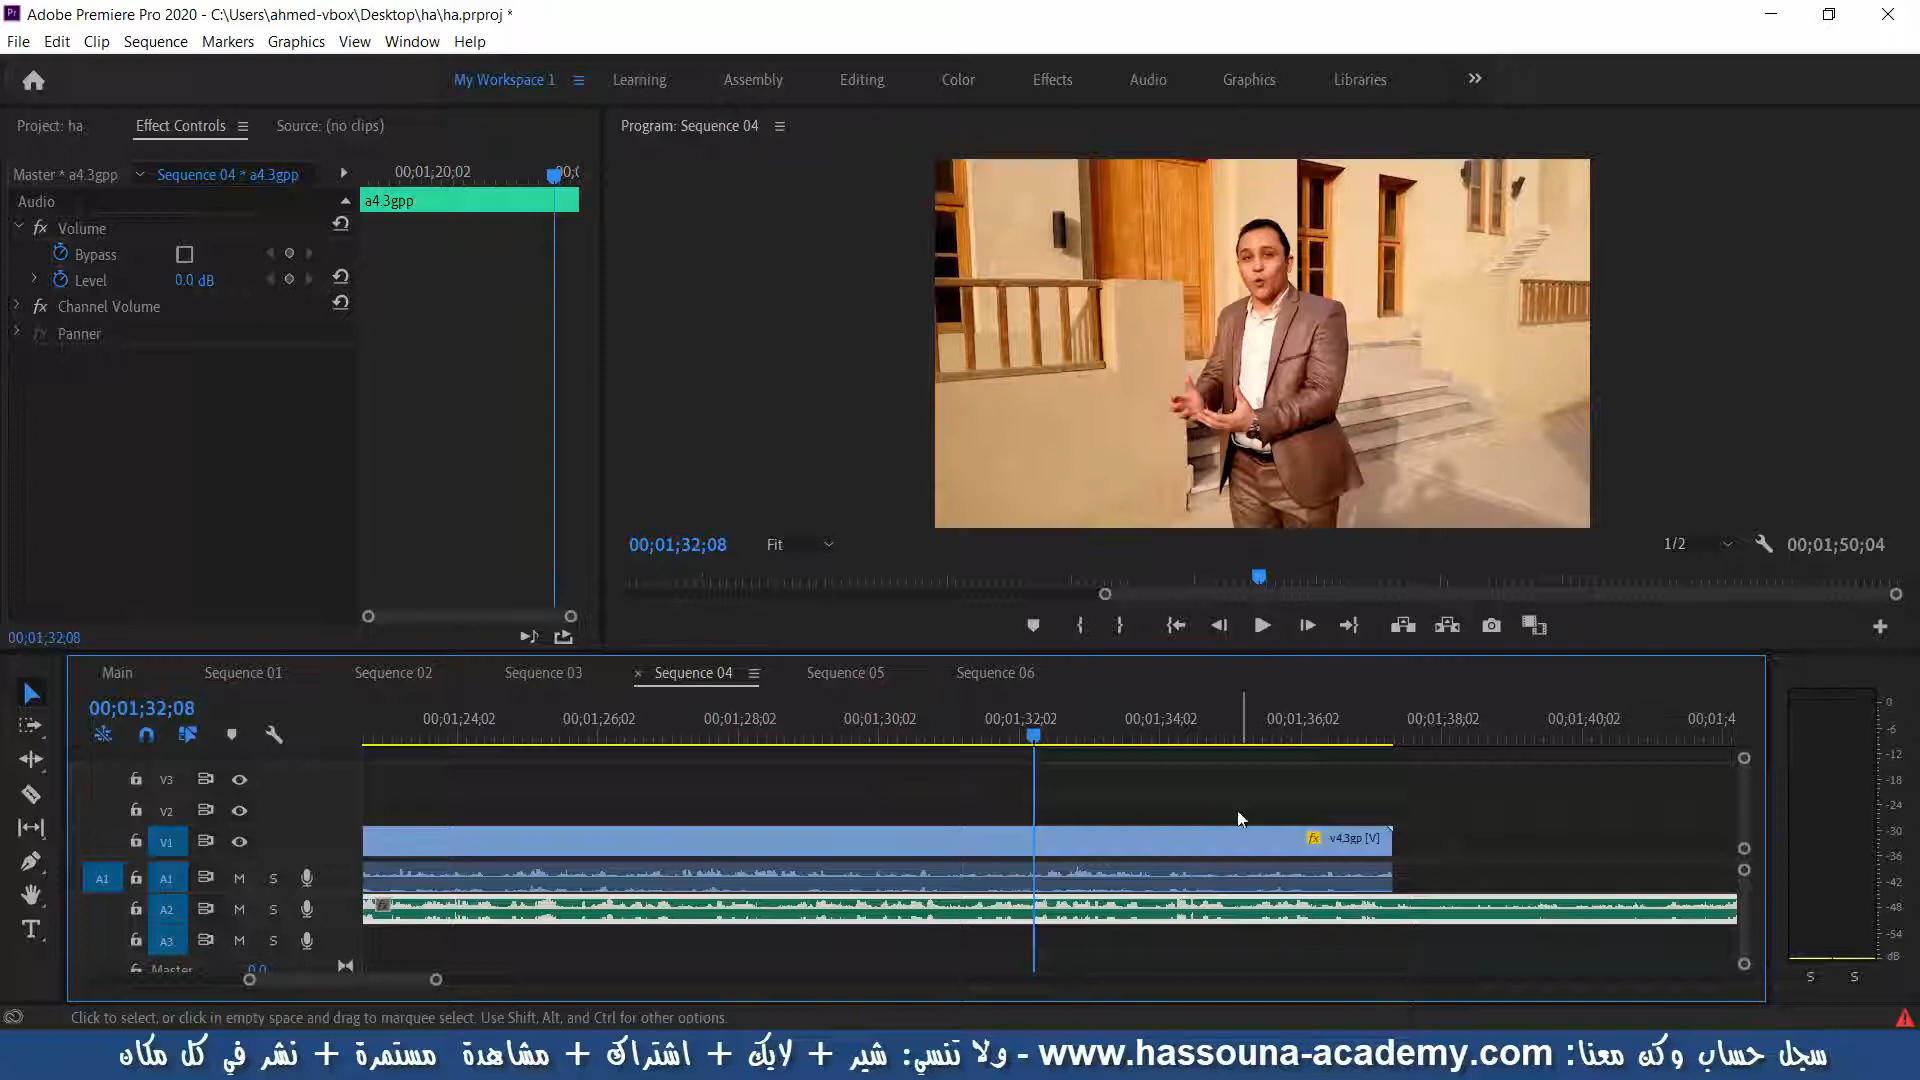 Adobe Premiere Pro 2020 - C:\Users\ahmed-vbox\Desktop\ha\ha.prproj *
File Edit Clip Sequence Markers Graphics View Window Help
My Workspace 1 Learning Assembly Editing Color Effects Audio Graphics Libraries
Project: ha Effect Controls Source: (no clips)
Program: Sequence 04
Master * a4.3gpp Sequence 04 * a4.3gpp
00;01;20;02
Audio
a4.3gpp
fx Volume
Bypass
Level 0.0 dB
fx Channel Volume
fx Panner
00;01;32;08 Fit 1/2 00;01;50;04
00;01;32;08
Main Sequence 01 Sequence 02 Sequence 03 × Sequence 04 Sequence 05 Sequence 06
00;01;32;08
00;01;24;02 00;01;26;02 00;01;28;02 00;01;30;02 00;01;32;02 00;01;34;02 00;01;36;02 00;01;38;02 00;01;40;02 00;01;4
V3
V2
V1 fx v4.3gp [V]
A1 A1 M S
A2 M S fx
A3 M S
Master 0.0
0
-6
-12
-18
-24
-30
-36
-42
-48
-54
dB
S S
Click to select, or click in empty space and drag to marquee select. Use Shift, Alt, and Ctrl for other options.
سجل حساب وكن معنا: www.hassouna-academy.com - ولا تنسي: شير + لايك + اشتراك + مشاهدة مستمرة + نشر في كل مكان